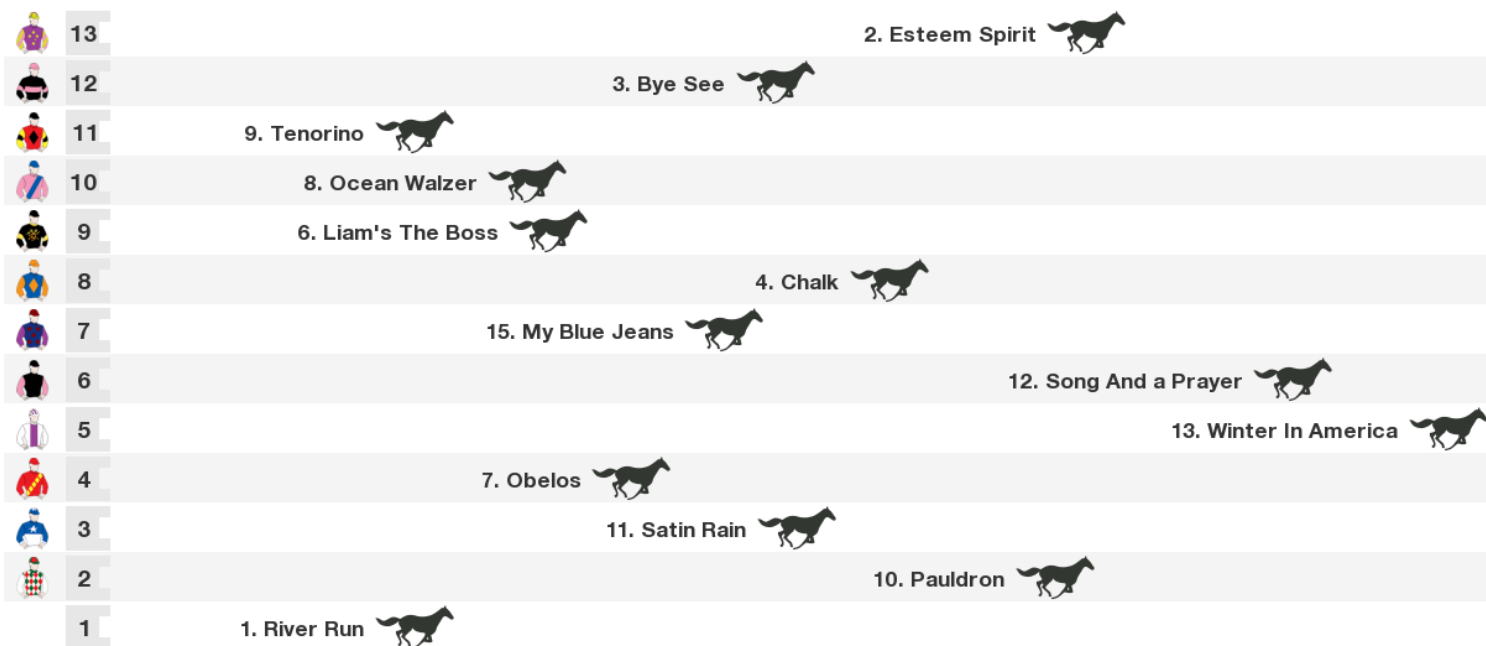 13 2. Esteem Spirit
12 3. Bye See
11 9. Tenorino
10 8. Ocean Walzer
9 6. Liam's The Boss
8 4. Chalk
7 15. My Blue Jeans
6 12. Song And a Prayer
5 13. Winter In America
4 7. Obelos
3 11. Satin Rain
2 10. Pauldron
1 1. River Run